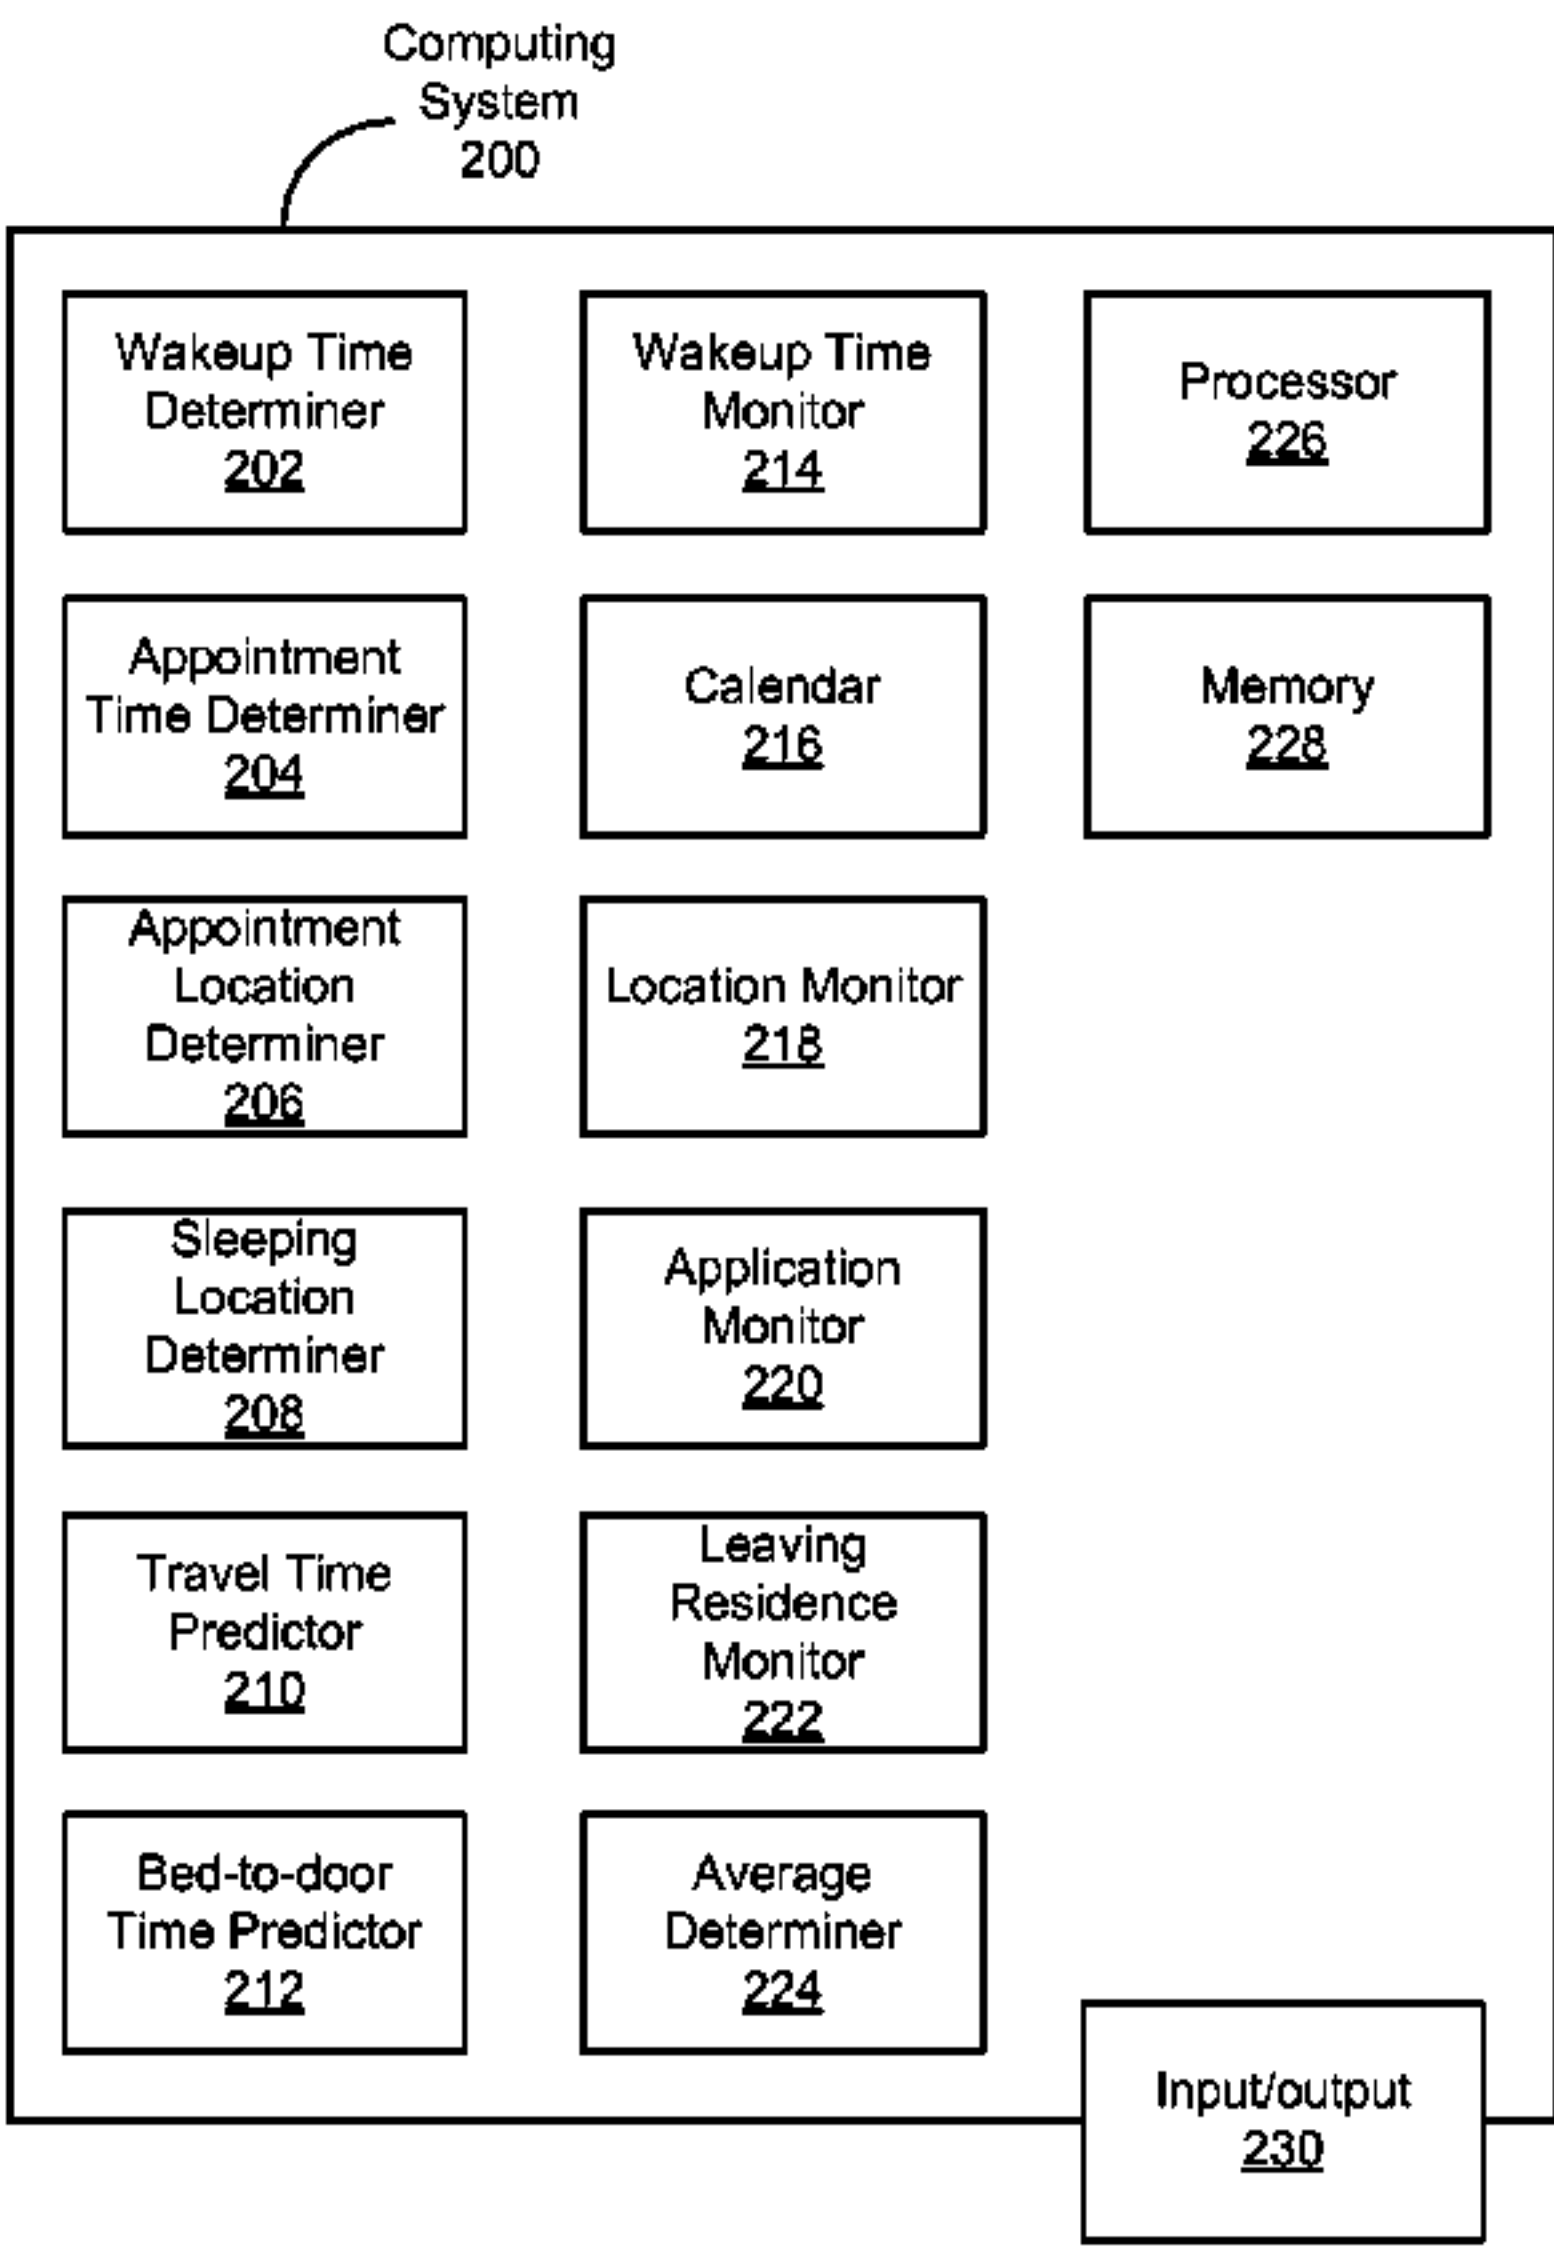 Computing
System
200
Wakeup Time
Determiner
202
Wakeup Time
Monitor
214
Processor
226
Appointment
Time Determiner
204
Calendar
216
Memory
228
Appointment
Location
Determiner
206
Location Monitor
218
Sleeping
Location
Determiner
208
Application
Monitor
220
Travel Time
Predictor
210
Leaving
Residence
Monitor
222
Bed-to-door
Time Predictor
212
Average
Determiner
224
Input/output
230